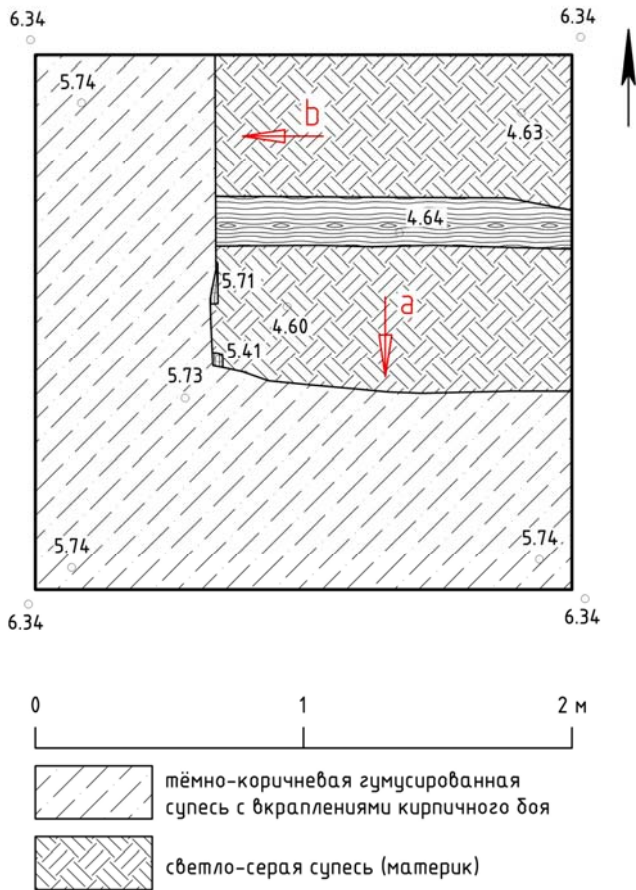 6.34 6.34
5.74
b
4.63
4.64
5.71
a
4.60
5.41
5.73
5.74 5.74
6.34 6.34
0 1 2 м
тёмно-коричневая гумусированная
супесь с вкраплениями кирпичного боя
светло-серая супесь (материк)